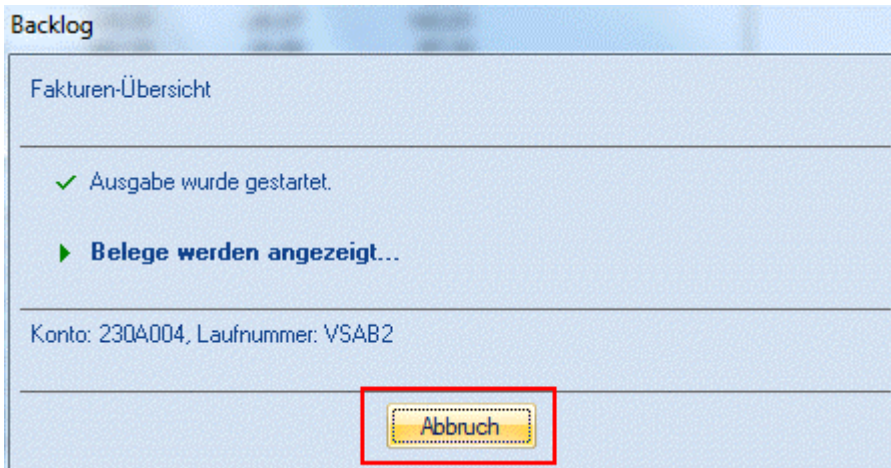 Backlog
Fakturen-Übersicht
Ausgabe wurde gestartet.
Belege werden angezeigt...
Konto: 230A004, Laufnummer: VSAB2
Abbruch